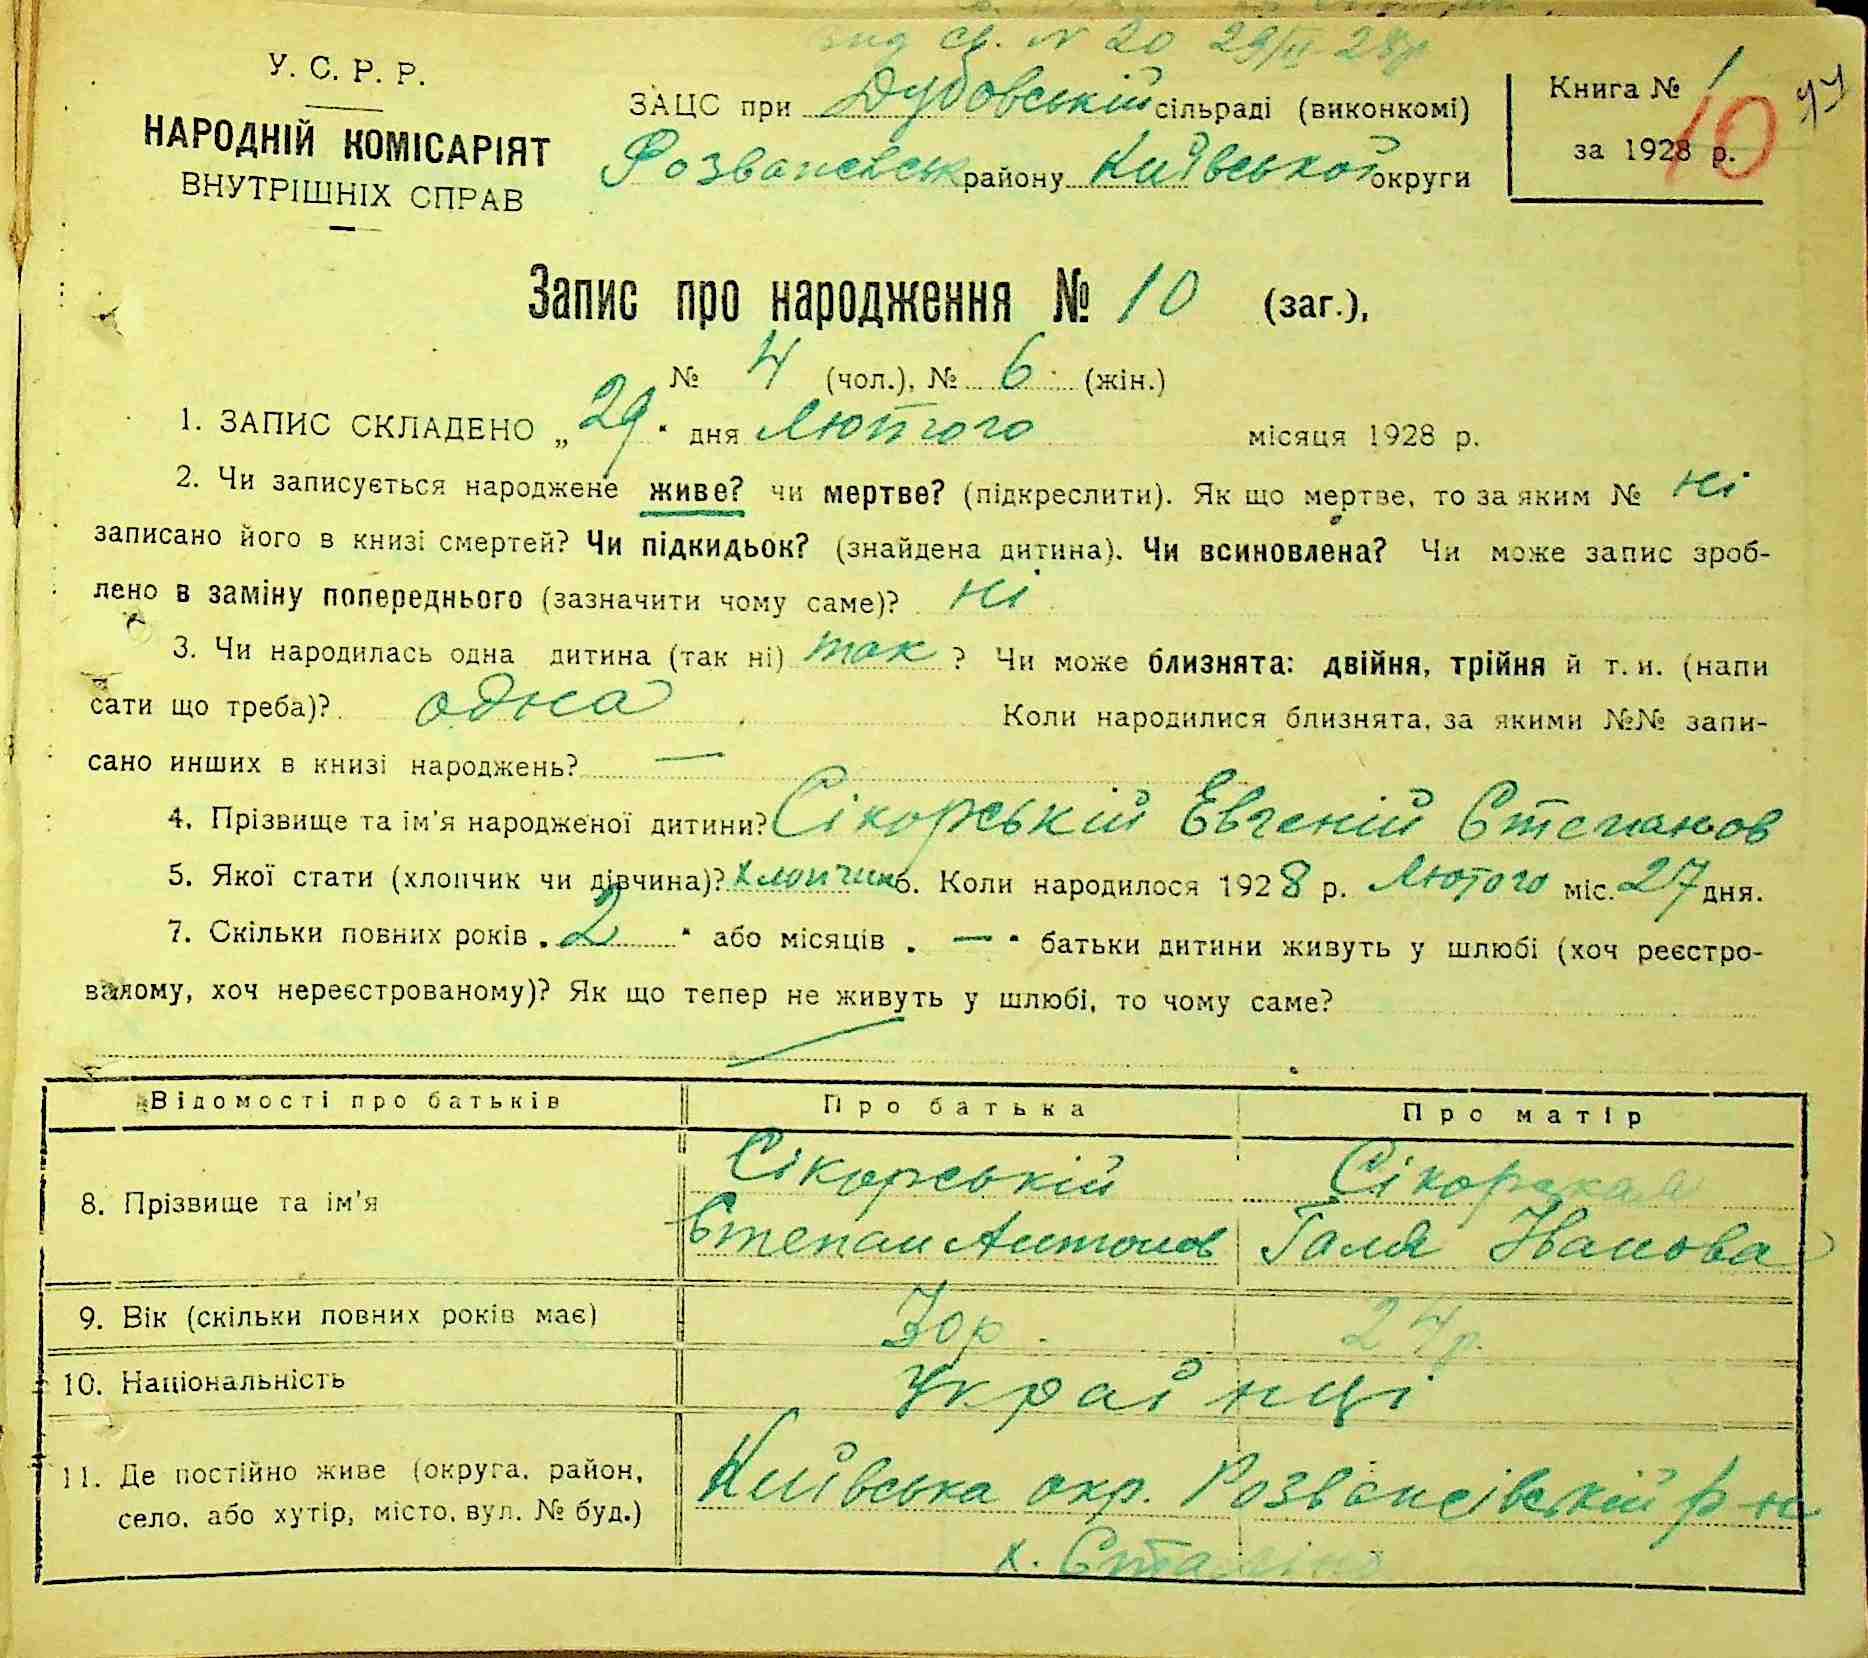 вид св. № 20 29/II 28р
У. С. Р. Р.
НАРОДНІЙ КОМІСАРІЯТ
ВНУТРІШНІХ СПРАВ
ЗАЦС при Дубовській сільраді (виконкомі)
Розважевськ району Київської округи
Книга № 1
за 1928 р.
10
Запис про народження № 10 (заг.),
№ 4 (чол.), № 6 (жін.)
1. ЗАПИС СКЛАДЕНО „29" дня Лютого місяця 1928 р.
2. Чи записується народжене живе? чи мертве? (підкреслити). Як що мертве, то за яким № ні
записано його в книзі смертей? Чи підкидьок? (знайдена дитина). Чи всиновлена? Чи може запис зроб-
лено в заміну попереднього (зазначити чому саме)? ні
3. Чи народилась одна дитина (так ні) так ? Чи може близнята: двійня, трійня й т. и. (напи
сати що треба)? одна Коли народилися близнята, за якими №№ запи-
сано инших в книзі народжень? —
4. Прізвище та ім'я народженої дитини? Сікорській Евгеній Степанов
5. Якої стати (хлопчик чи дівчина)? хлопчик 6. Коли народилося 1928 р. Лютого міс. 27 дня.
7. Скільки повних років „2" або місяців „—" батьки дитини живуть у шлюбі (хоч реєстро-
ваному, хоч нереєстрованому)? Як що тепер не живуть у шлюбі, то чому саме?
Відомості про батьків Про батька Про матір
8. Прізвище та ім'я Сікорській Степан Антонов Сікорская Галя Іванова
9. Вік (скільки повних років має) 30 р. 24 р.
10. Національність Українці
11. Де постійно живе (округа, район, Київська окр. Розважевівській р-н
село, або хутір, місто, вул. № буд.) х.